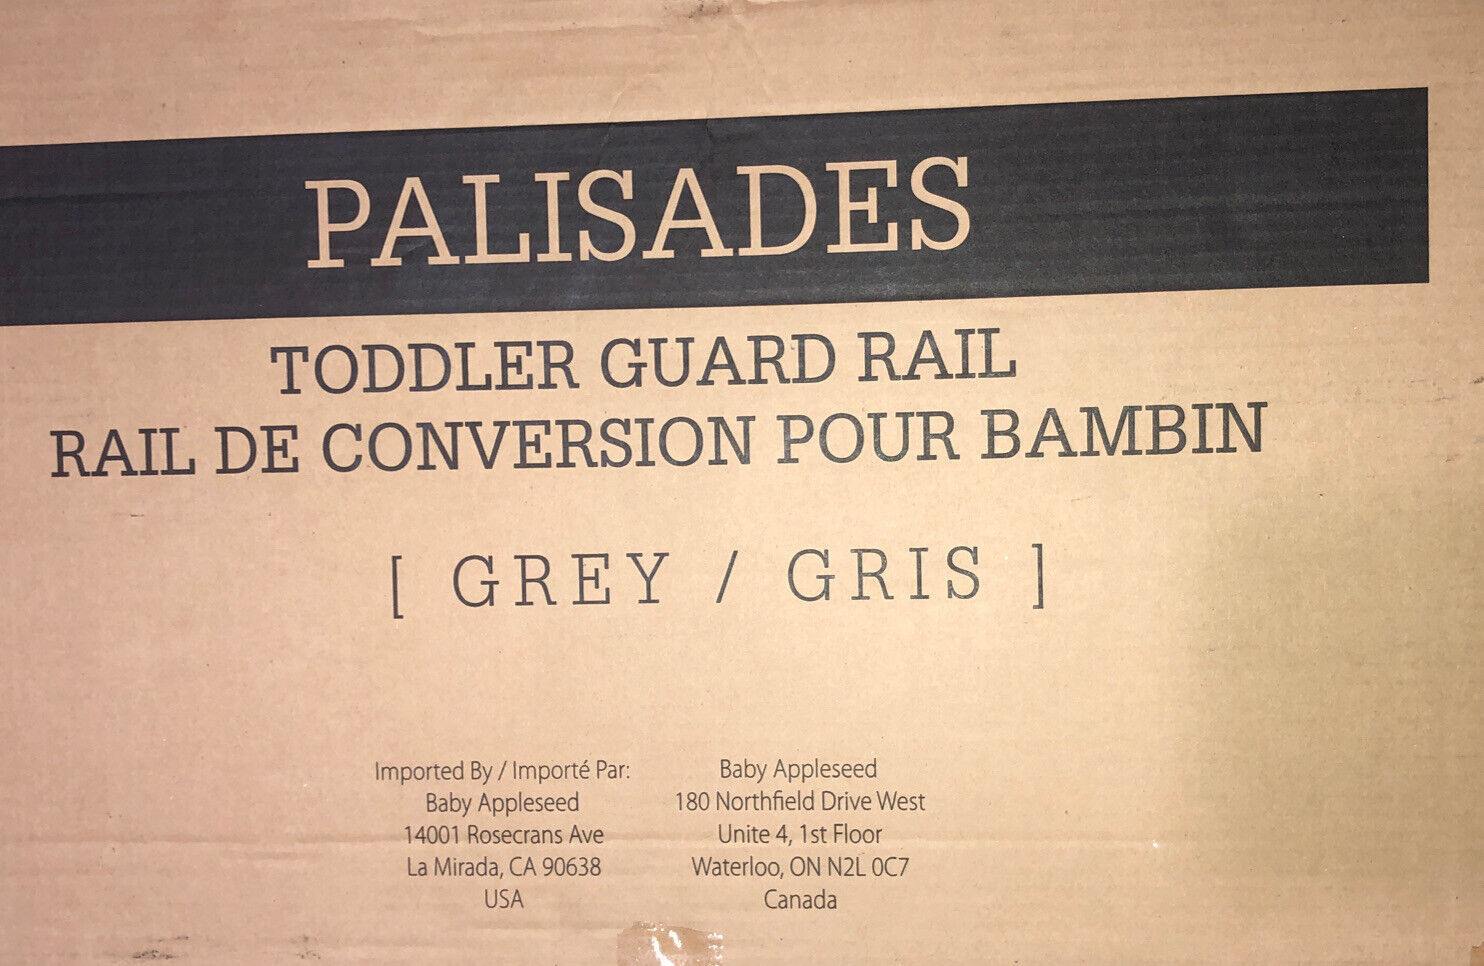 PALISADES
TODDLER GUARD RAIL
RAIL DE CONVERSION POUR BAMBIN
[ GREY / GRIS ]
Imported By / Importé Par:
Baby Appleseed
14001 Rosecrans Ave
La Mirada, CA 90638
USA
Baby Appleseed
180 Northfield Drive West
Unite 4, 1st Floor
Waterloo, ON N2L 0C7
Canada